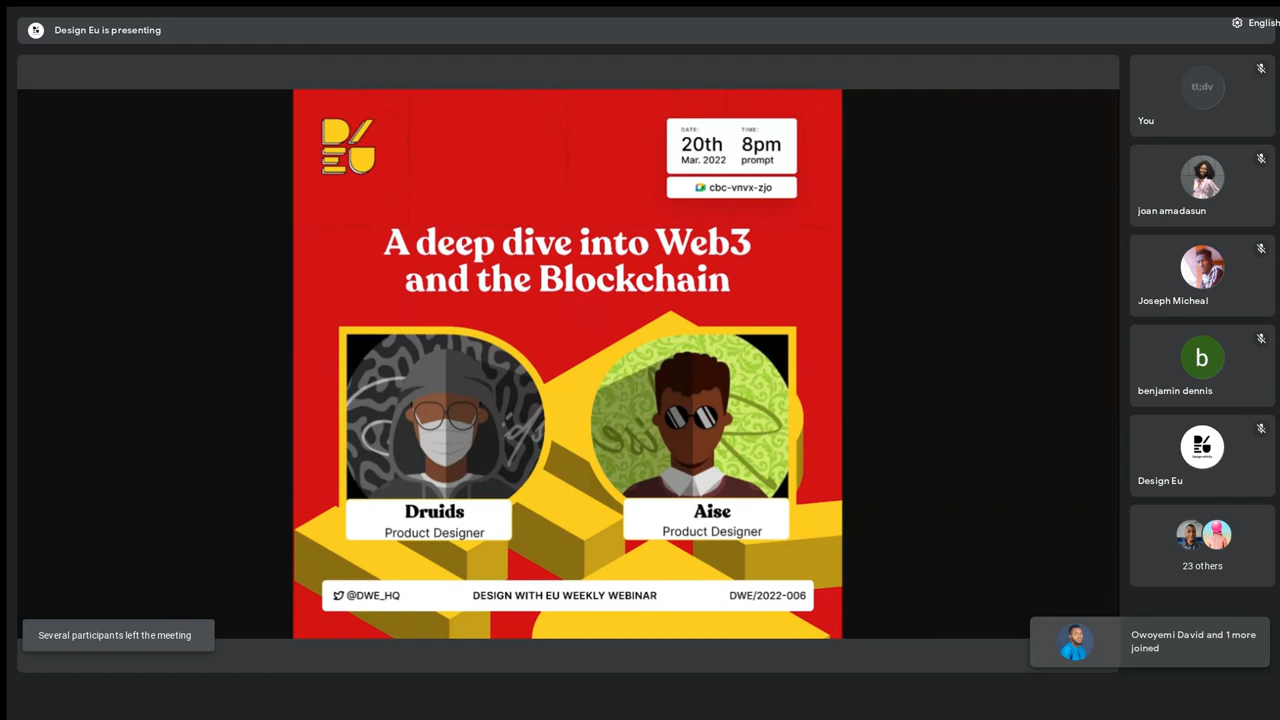 Design Eu is presenting
English
D/
EU
DATE:
TIME:
20th
8pm
Mar. 2022
prompt
cbc-vnvx-zjo
A deep dive into Web3
and the Blockchain
Druids
Product Designer
Aise
Product Designer
@DWE_HQ
DESIGN WITH EU WEEKLY WEBINAR
DWE/2022-006
tl;dv
You
joan amadasun
Joseph Micheal
b
benjamin dennis
D/
EU
Design Eu
23 others
Several participants left the meeting
Owoyemi David and 1 more
joined